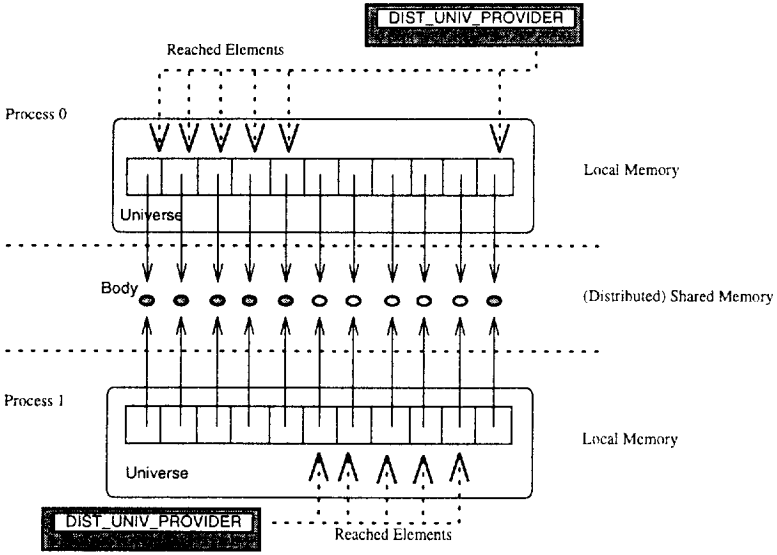 DIST_UNIV_PROVIDER
Reached Elements
Process 0
Local Memory
Universe
Body
(Distributed) Shared Memory
Process 1
Local Memory
Universe
DIST_UNIV_PROVIDER
Reached Elements